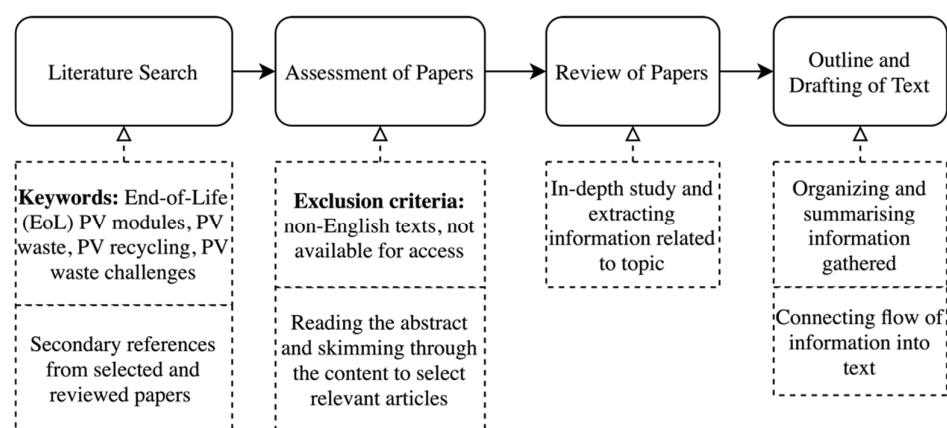 Literature Search
Assessment of Papers
Review of Papers
Outline and
Drafting of Text
Keywords: End-of-Life
(EoL) PV modules, PV
waste, PV recycling, PV
waste challenges
Secondary references
from selected and
reviewed papers
Exclusion criteria:
non-English texts, not
available for access
Reading the abstract
and skimming through
the content to select
relevant articles
In-depth study and
extracting
information related
to topic
Organizing and
summarising
information
gathered
Connecting flow of
information into
text